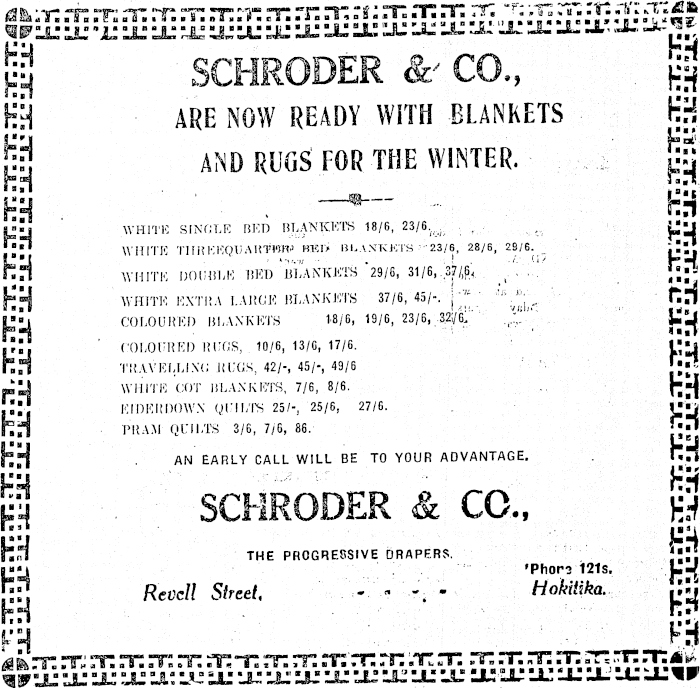 SCHRODER & CO.,
ARE NOW READY WITH BLANKETS
AND RUGS FOR THE WINTER.
WHITE SINGLE BED BLANKETS 18/6, 23/6.
WHITE THREEQUARTER BED BLANKETS 23/6, 28/6, 29/6.
WHITE DOUBLE BED BLANKETS 29/6, 31/6, 37/6.
WHITE EXTRA LARGE BLANKETS 37/6, 45/-.
COLOURED BLANKETS 18/6, 19/6, 23/6, 32/6.
COLOURED RUGS, 10/6, 13/6, 17/6.
TRAVELLING RUGS, 42/-, 45/-, 49/6
WHITE COT BLANKETS, 7/6, 8/6.
EIDERDOWN QUILTS 25/-, 25/6, 27/6.
PRAM QUILTS 3/6, 7/6, 86.
AN EARLY CALL WILL BE TO YOUR ADVANTAGE.
SCHRODER & CO.,
THE PROGRESSIVE DRAPERS.
'Phone 121s.
Revell Street, - - - - Hokitika.